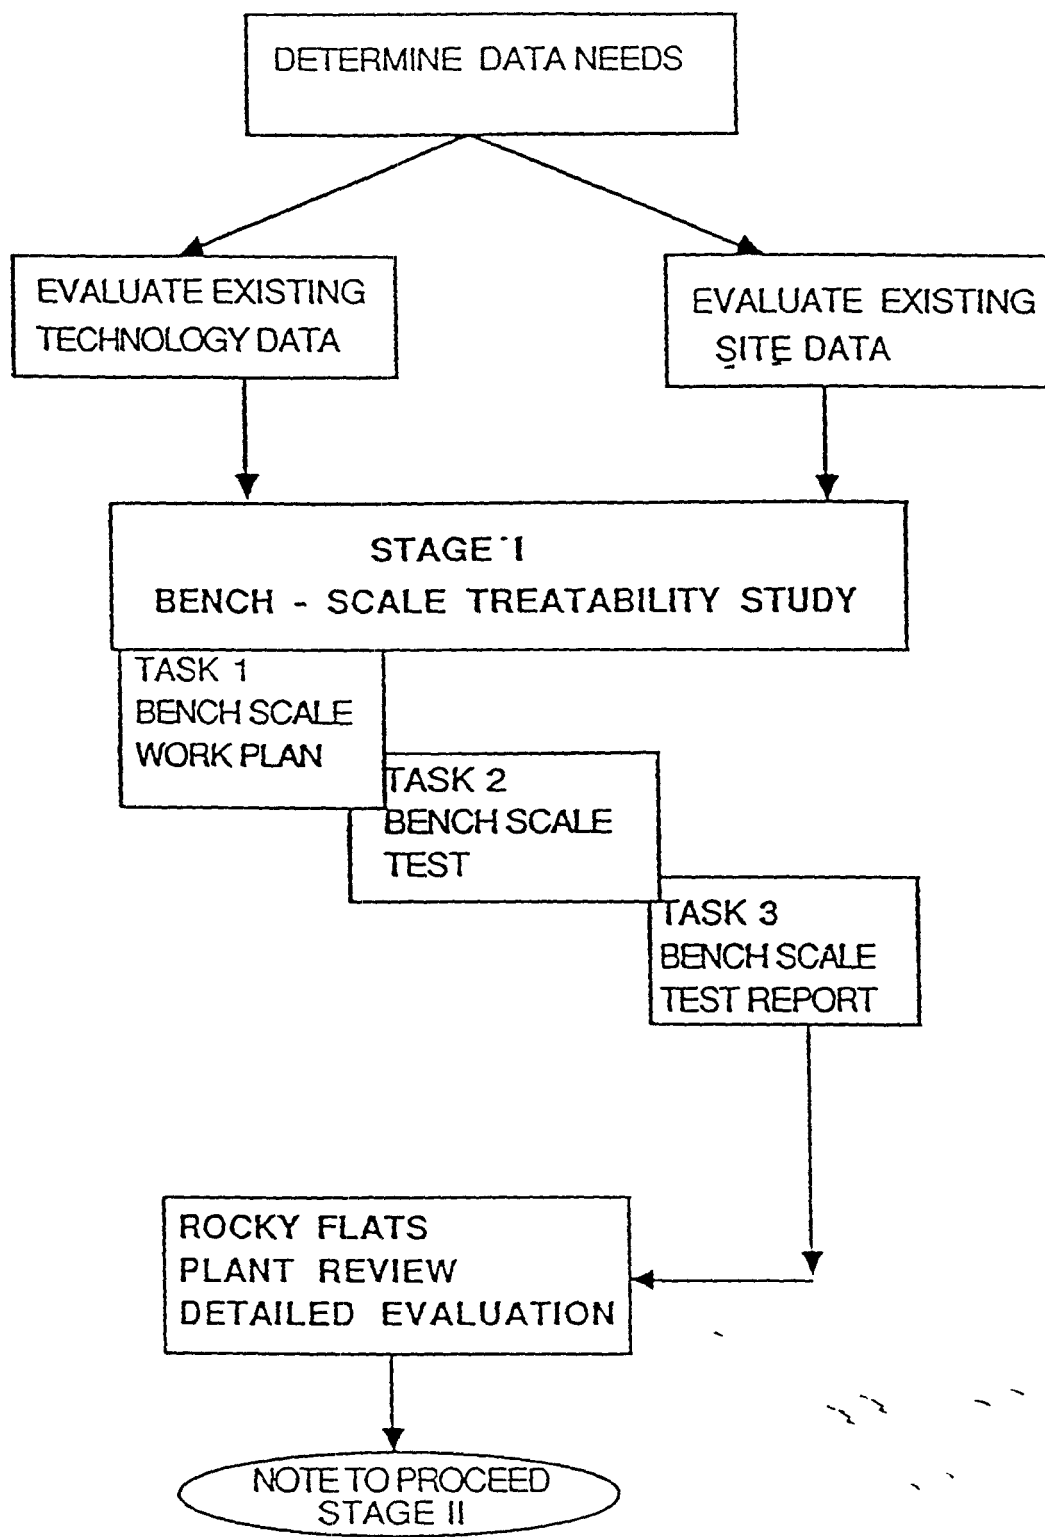 DETERMINE DATA NEEDS
EVALUATE EXISTING
TECHNOLOGY DATA
EVALUATE EXISTING
SITE DATA
STAGE I
BENCH - SCALE TREATABILITY STUDY
TASK 1
BENCH SCALE
WORK PLAN
TASK 2
BENCH SCALE
TEST
TASK 3
BENCH SCALE
TEST REPORT
ROCKY FLATS
PLANT REVIEW
DETAILED EVALUATION
NOTE TO PROCEED
STAGE II